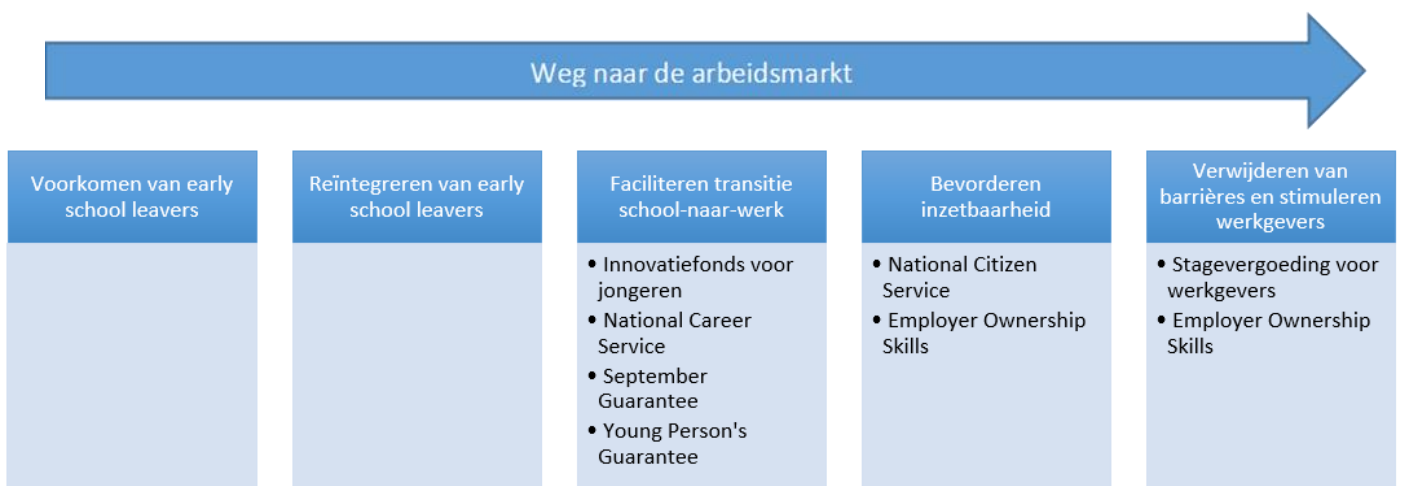 Weg naar de arbeidsmarkt
Voorkomen van early
school leavers
Reïntegreren van early
school leavers
Faciliteren transitie
school-naar-werk
• Innovatiefonds voor
jongeren
• National Career
Service
• September
Guarantee
• Young Person's
Guarantee
Bevorderen
inzetbaarheid
• National Citizen
Service
• Employer Ownership
Skills
Verwijderen van
barrières en stimuleren
werkgevers
• Stagevergoeding voor
werkgevers
• Employer Ownership
Skills